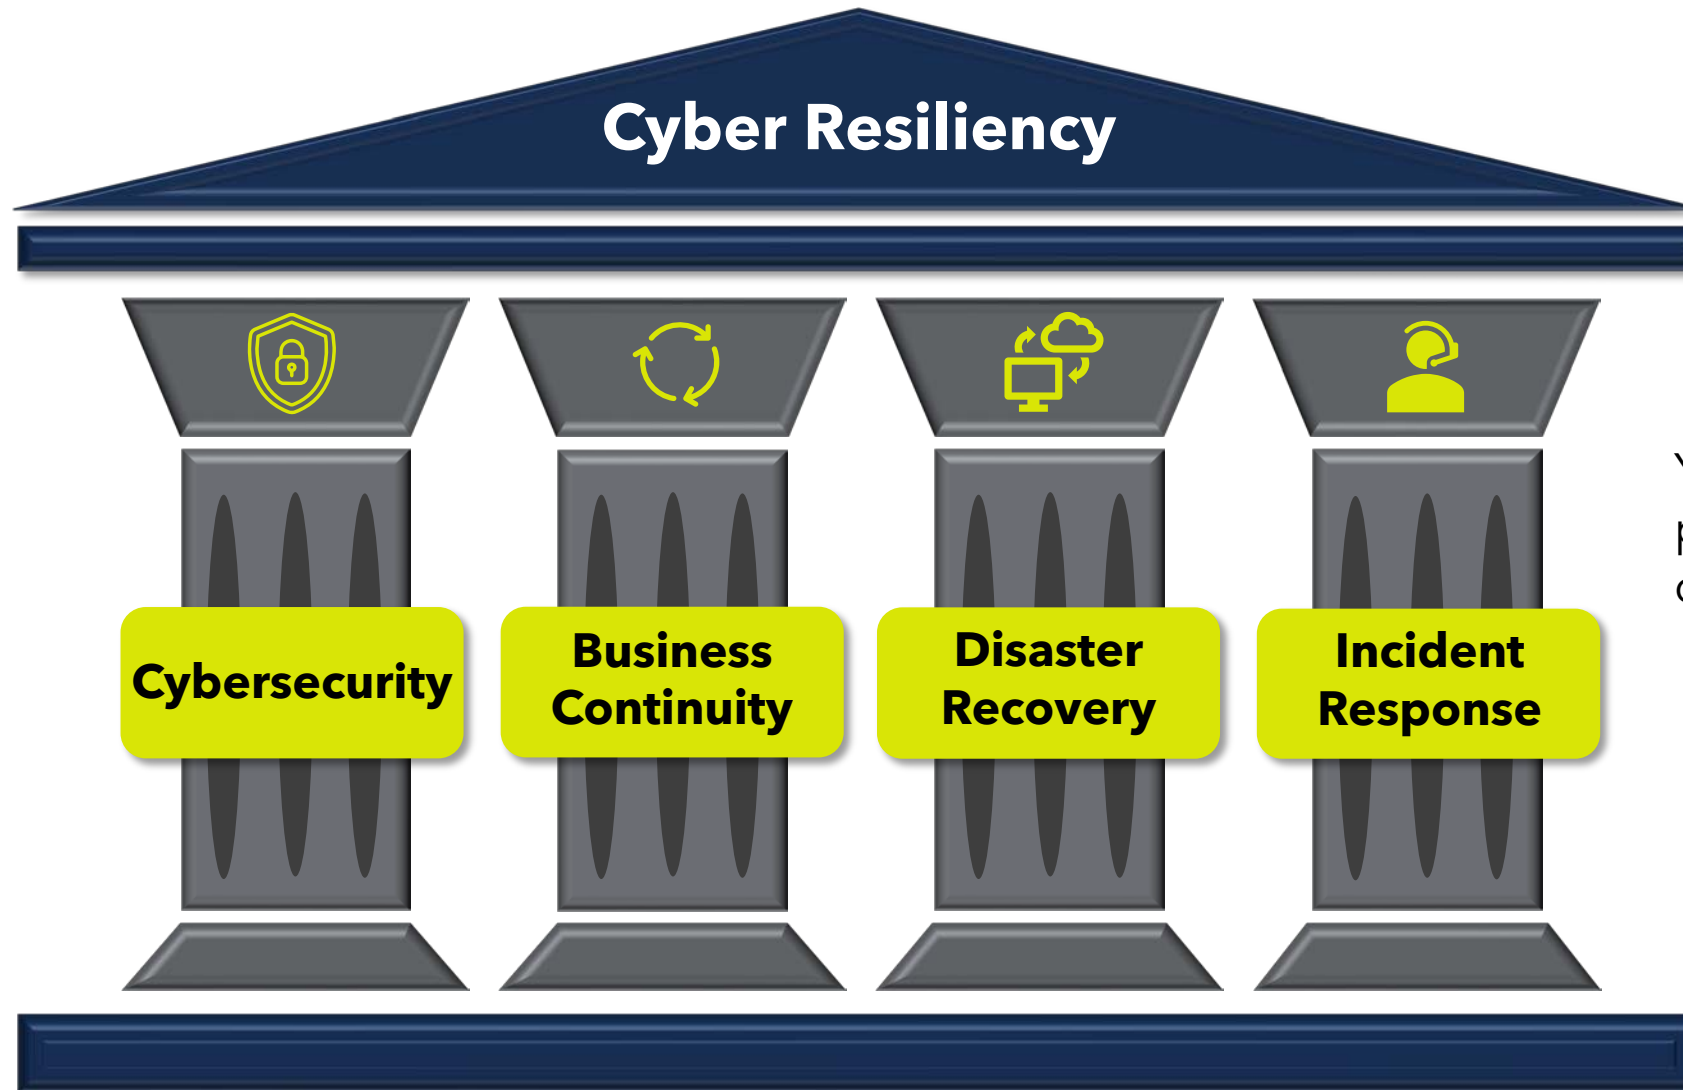 Cyber Resiliency
Cybersecurity
Business
Continuity
Disaster
Recovery
Incident
Response